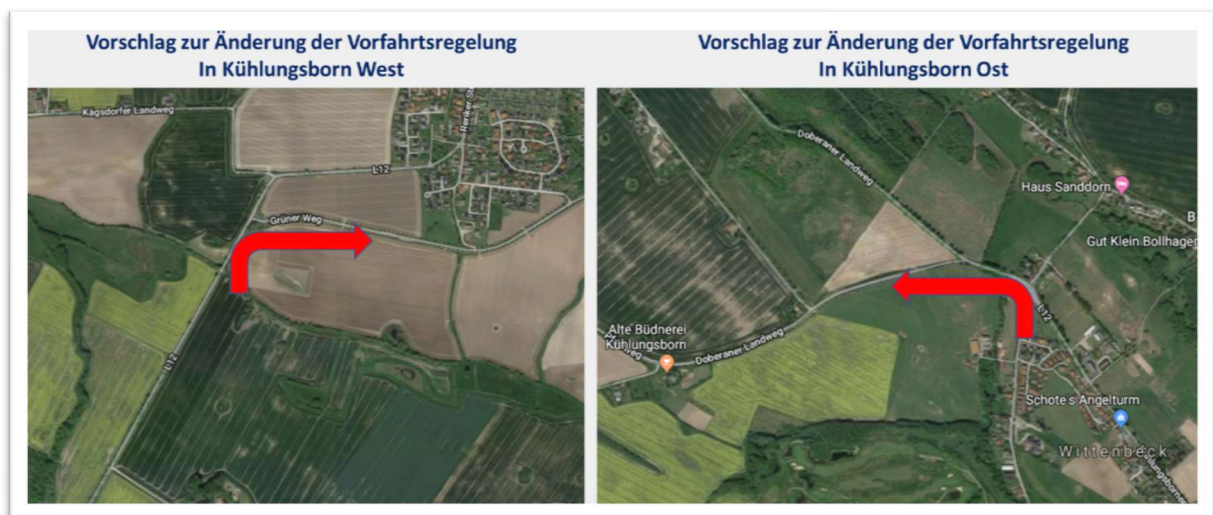 Vorschlag zur Änderung der Vorfahrtsregelung
In Kühlungsborn West
Kägsdorfer Landweg
Reriker
L12
Grüner Weg
L12
Vorschlag zur Änderung der Vorfahrtsregelung
In Kühlungsborn Ost
Doberaner Landweg
Haus Sanddorn
B
Gut Klein Bollhagen
L12
Alte Büdnerei
Kühlungsborn
weg
Doberaner Landweg
Schote's Angelturm
Wittenbeck